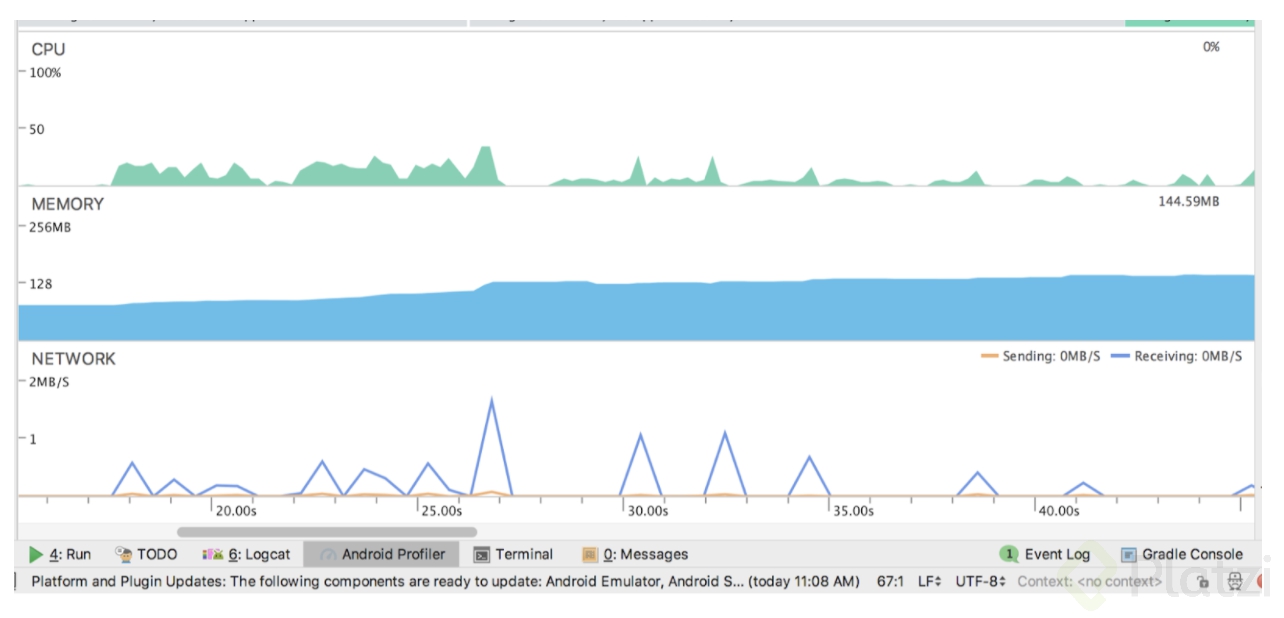 CPU
0%
100%
50
MEMORY
144.59MB
256MB
128
NETWORK
Sending: 0MB/S Receiving: 0MB/S
2MB/S
1
20.00s 25.00s 30.00s 35.00s 40.00s
4: Run TODO 6: Logcat Android Profiler Terminal 0: Messages 1 Event Log Gradle Console
Platform and Plugin Updates: The following components are ready to update: Android Emulator, Android S... (today 11:08 AM) 67:1 LF UTF-8 Context: <no context>
Platzi